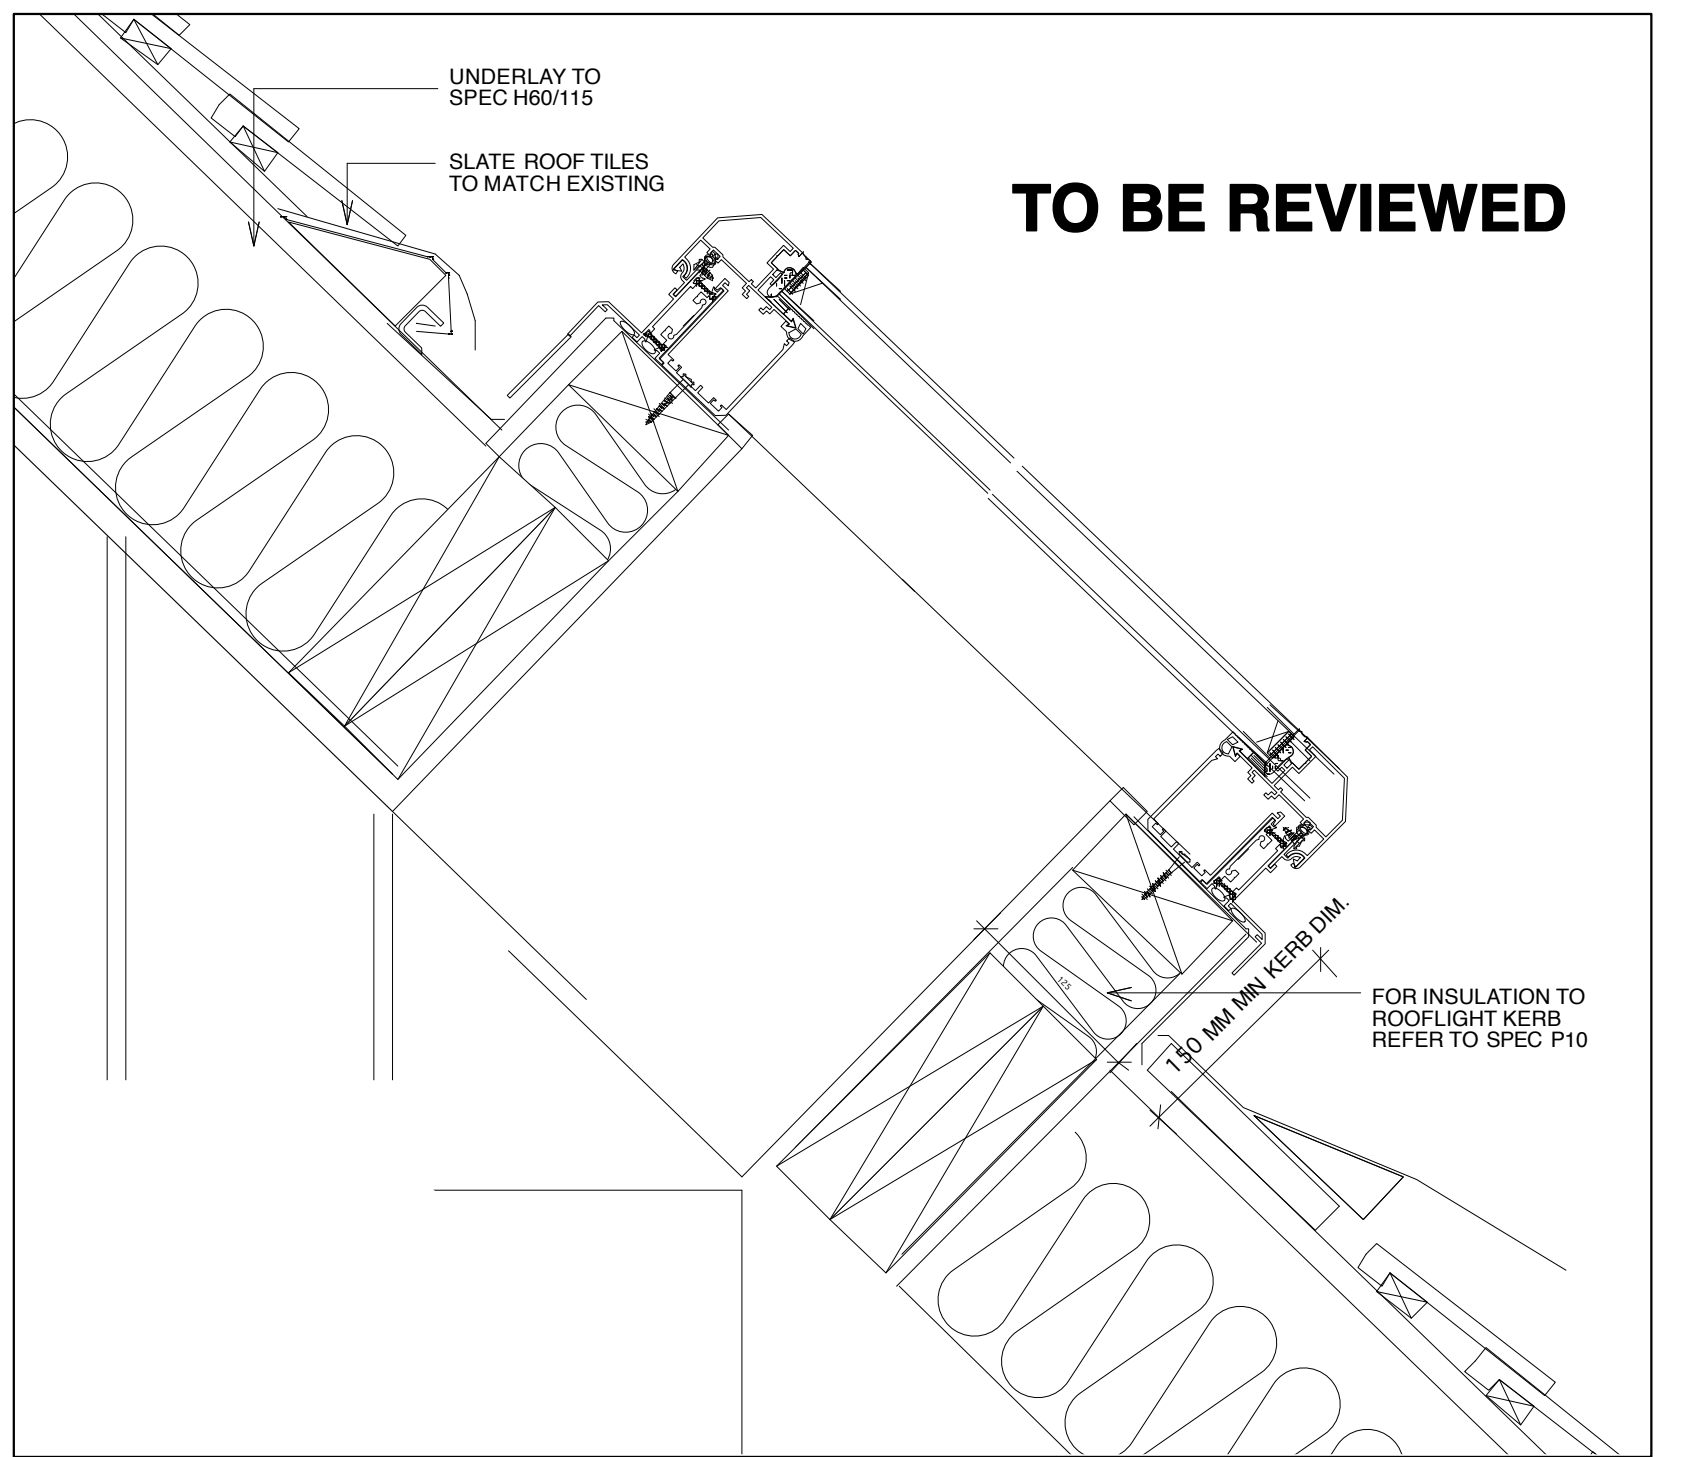 UNDERLAY TO
SPEC H60/115
SLATE ROOF TILES
TO MATCH EXISTING
TO BE REVIEWED
150 MM MIN KERB DIM.
125
FOR INSULATION TO
ROOFLIGHT KERB
REFER TO SPEC P10